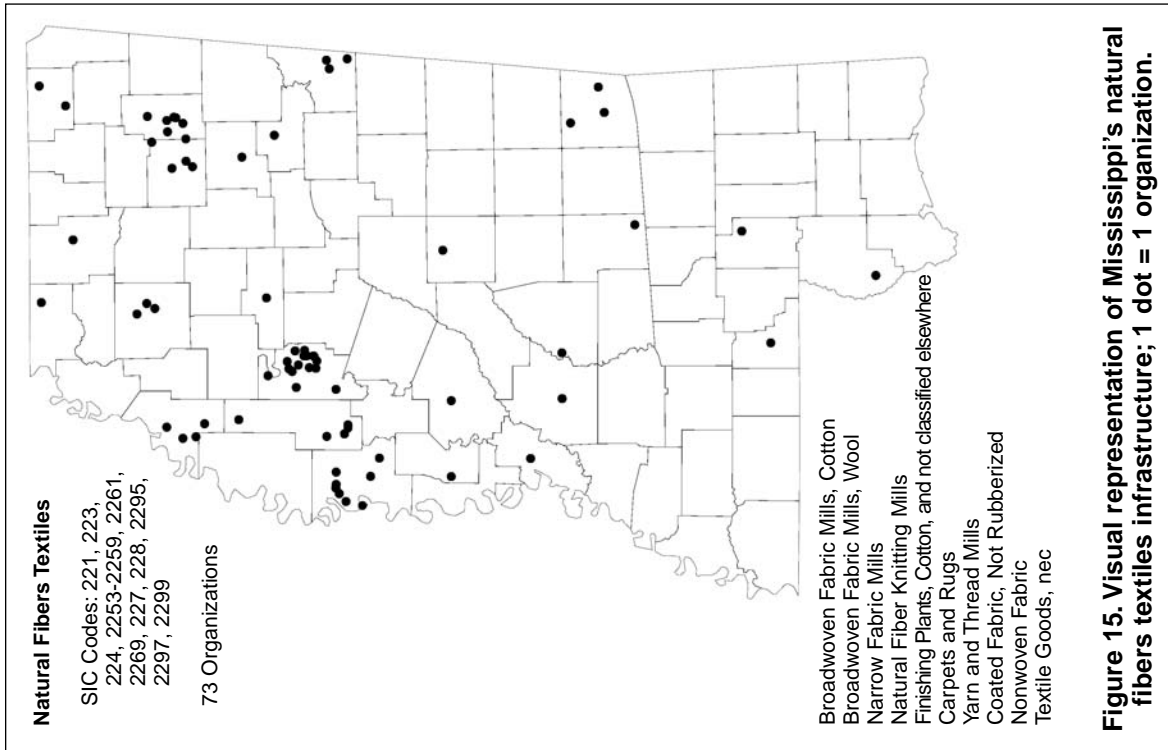 Natural Fibers Textiles
SIC Codes: 221, 223,
224, 2253-2259, 2261,
2269, 227, 228, 2295,
2297, 2299
73 Organizations
Broadwoven Fabric Mills, Cotton
Broadwoven Fabric Mills, Wool
Narrow Fabric Mills
Natural Fiber Knitting Mills
Finishing Plants, Cotton, and not classified elsewhere
Carpets and Rugs
Yarn and Thread Mills
Coated Fabric, Not Rubberized
Nonwoven Fabric
Textile Goods, nec
Figure 15. Visual representation of Mississippi's natural
fibers textiles infrastructure; 1 dot = 1 organization.